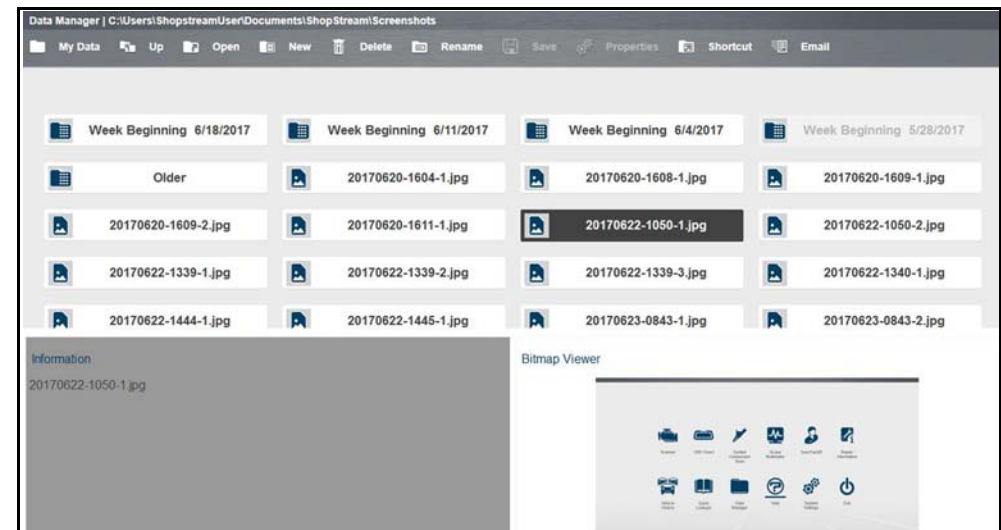 Data Manager | C:\Users\ShopstreamUser\Documents\ShopStream\Screenshots
My Data Up Open New Delete Rename Save Properties Shortcut Email
Week Beginning 6/18/2017 Week Beginning 6/11/2017 Week Beginning 6/4/2017 Week Beginning 5/28/2017
Older 20170620-1604-1.jpg 20170620-1608-1.jpg 20170620-1609-1.jpg
20170620-1609-2.jpg 20170620-1611-1.jpg 20170622-1050-1.jpg 20170622-1050-2.jpg
20170622-1339-1.jpg 20170622-1339-2.jpg 20170622-1339-3.jpg 20170622-1340-1.jpg
20170622-1444-1.jpg 20170622-1445-1.jpg 20170623-0843-1.jpg 20170623-0843-2.jpg
Information Bitmap Viewer
20170622-1050-1.jpg